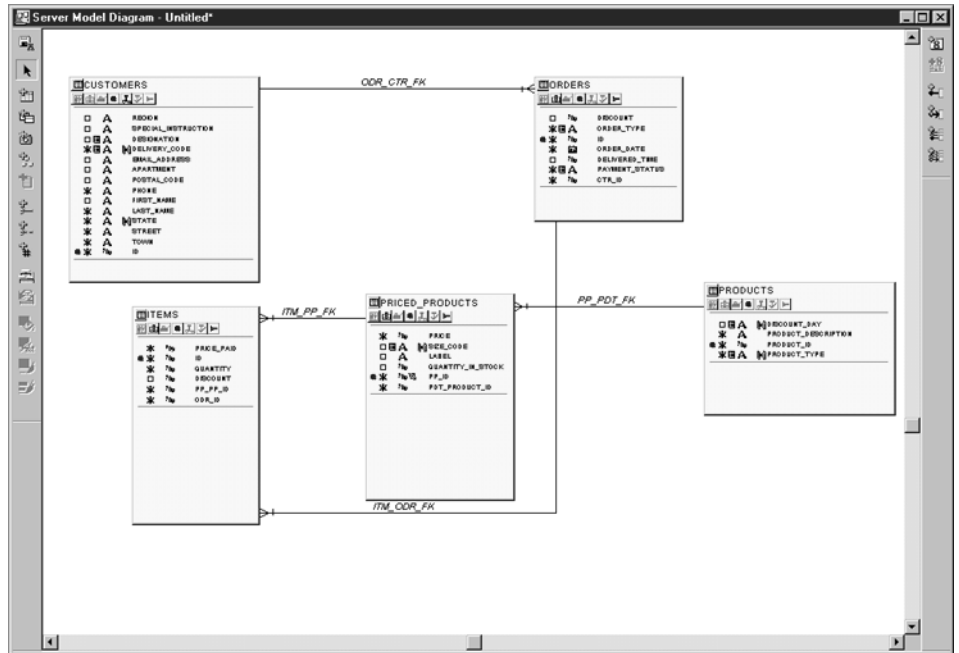 Server Model Diagram - Untitled*
ODR_CTR_FK
CUSTOMERS
REGION
SPECIAL_INSTRUCTION
DESIGNATION
DELIVERY_CODE
EMAIL_ADDRESS
APARTMENT
POSTAL_CODE
PHONE
FIRST_NAME
LAST_NAME
STATE
STREET
TOWN
ID
ORDERS
DISCOUNT
ORDER_TYPE
ID
ORDER_DATE
DELIVERED_TIME
PAYMENT_STATUS
CTR_ID
ITM_PP_FK
ITEMS
PRICE_PAID
ID
QUANTITY
DISCOUNT
PP_PP_ID
ODR_ID
PRICED_PRODUCTS
PRICE
SIZE_CODE
LABEL
QUANTITY_IN_STOCK
PP_ID
PDT_PRODUCT_ID
PP_PDT_FK
PRODUCTS
DISCOUNT_DAY
PRODUCT_DESCRIPTION
PRODUCT_ID
PRODUCT_TYPE
ITM_ODR_FK